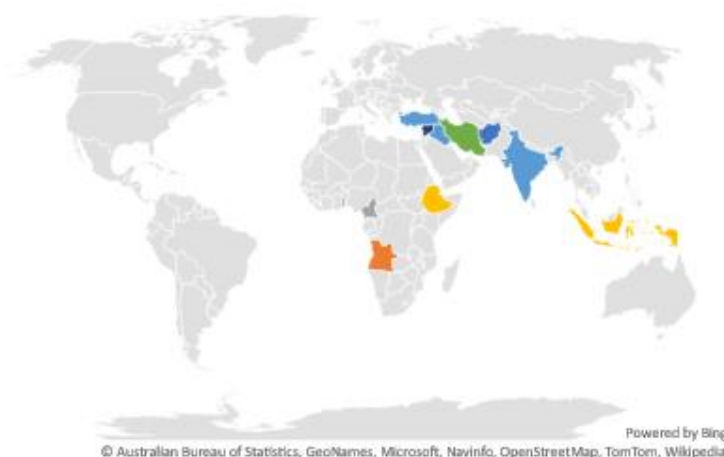 Powered by Bing
© Australian Bureau of Statistics, GeoNames, Microsoft, Navinfo, OpenStreetMap, TomTom, Wikipedia